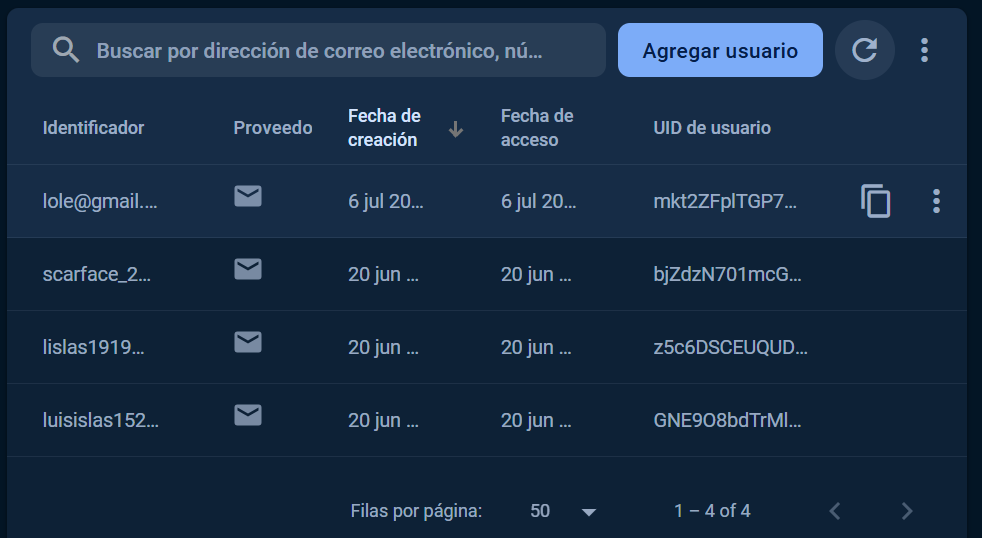 Buscar por dirección de correo electrónico, nú...
Agregar usuario
Identificador
Proveedo
Fecha de
creación
Fecha de
acceso
UID de usuario
lole@gmail....
6 jul 20...
6 jul 20...
mkt2ZFplTGP7...
scarface_2...
20 jun ...
20 jun ...
bjZdzN701mcG...
lislas1919...
20 jun ...
20 jun ...
z5c6DSCEUQUD...
luisislas152...
20 jun ...
20 jun ...
GNE9O8bdTrMl...
Filas por página:
50
1 – 4 of 4